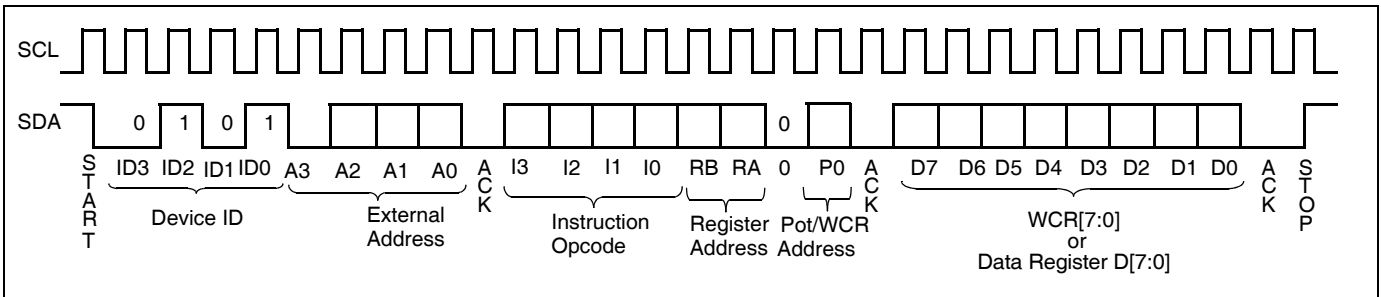 SCL
SDA
0 1 0 1 0
START ID3 ID2 ID1 ID0 A3 A2 A1 A0 ACK I3 I2 I1 I0 RB RA 0 P0 ACK D7 D6 D5 D4 D3 D2 D1 D0 ACK STOP
Device ID
External
Address
Instruction
Opcode
Register
Address
Pot/WCR
Address
WCR[7:0]
or
Data Register D[7:0]